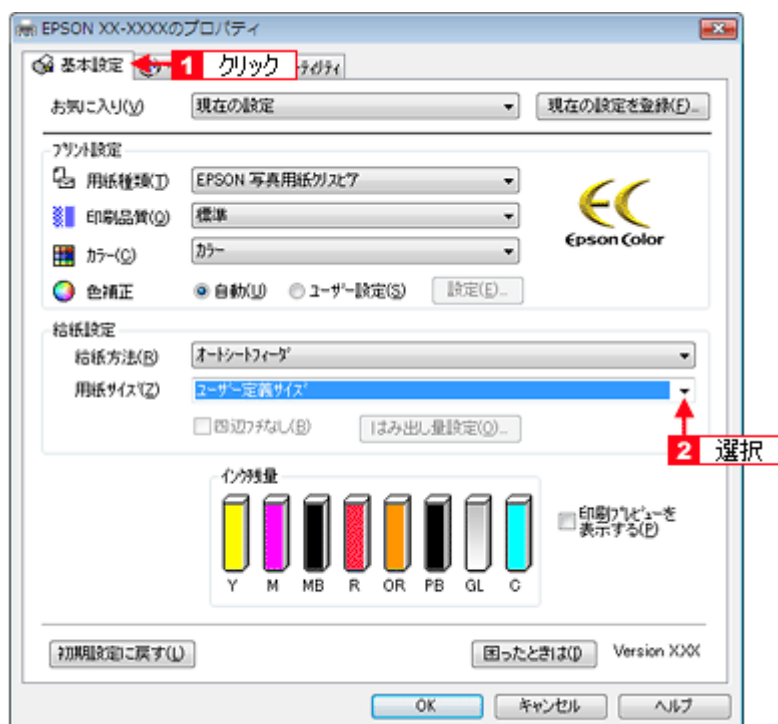 EPSON XX-XXXXのプロパティ
基本設定
1 クリック
ーティリティ
お気に入り(V) 現在の設定 現在の設定を登録(F)...
プリント設定
用紙種類(T) EPSON 写真用紙クリスピア
印刷品質(Q) 標準
カラー(C) カラー
色補正 自動(U) ユーザー設定(S) 設定(E)...
EC
Epson Color
給紙設定
給紙方法(R) オートシートフィーダ
用紙サイズ(Z) ユーザー定義サイズ
四辺フチなし(B) はみ出し量設定(O)...
2 選択
インク残量
Y M MB R OR PB GL C
印刷プレビューを
表示する(P)
初期設定に戻す(L) 困ったときは(I) Version X.XX
OK キャンセル ヘルプ